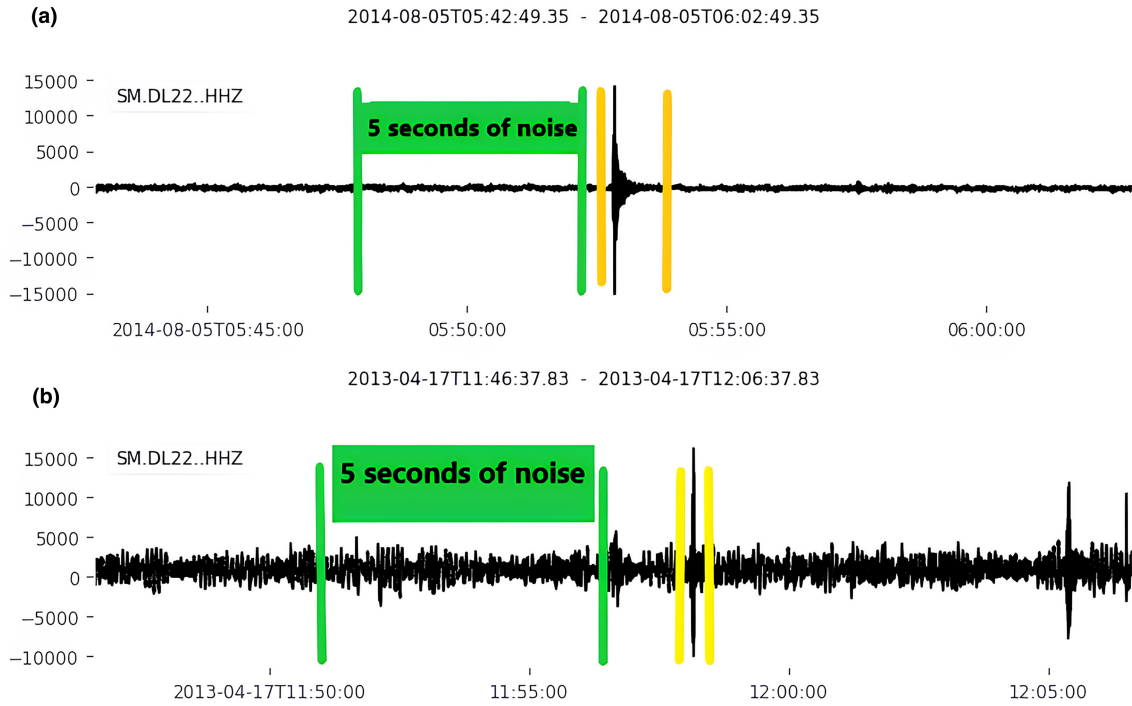 (a)
2014-08-05T05:42:49.35 - 2014-08-05T06:02:49.35
15000
SM.DL22..HHZ
10000
5 seconds of noise
5000
0
−5000
−10000
−15000
2014-08-05T05:45:00 05:50:00 05:55:00 06:00:00
2013-04-17T11:46:37.83 - 2013-04-17T12:06:37.83
(b)
15000
SM.DL22..HHZ
5 seconds of noise
10000
5000
0
−5000
−10000
2013-04-17T11:50:00 11:55:00 12:00:00 12:05:00